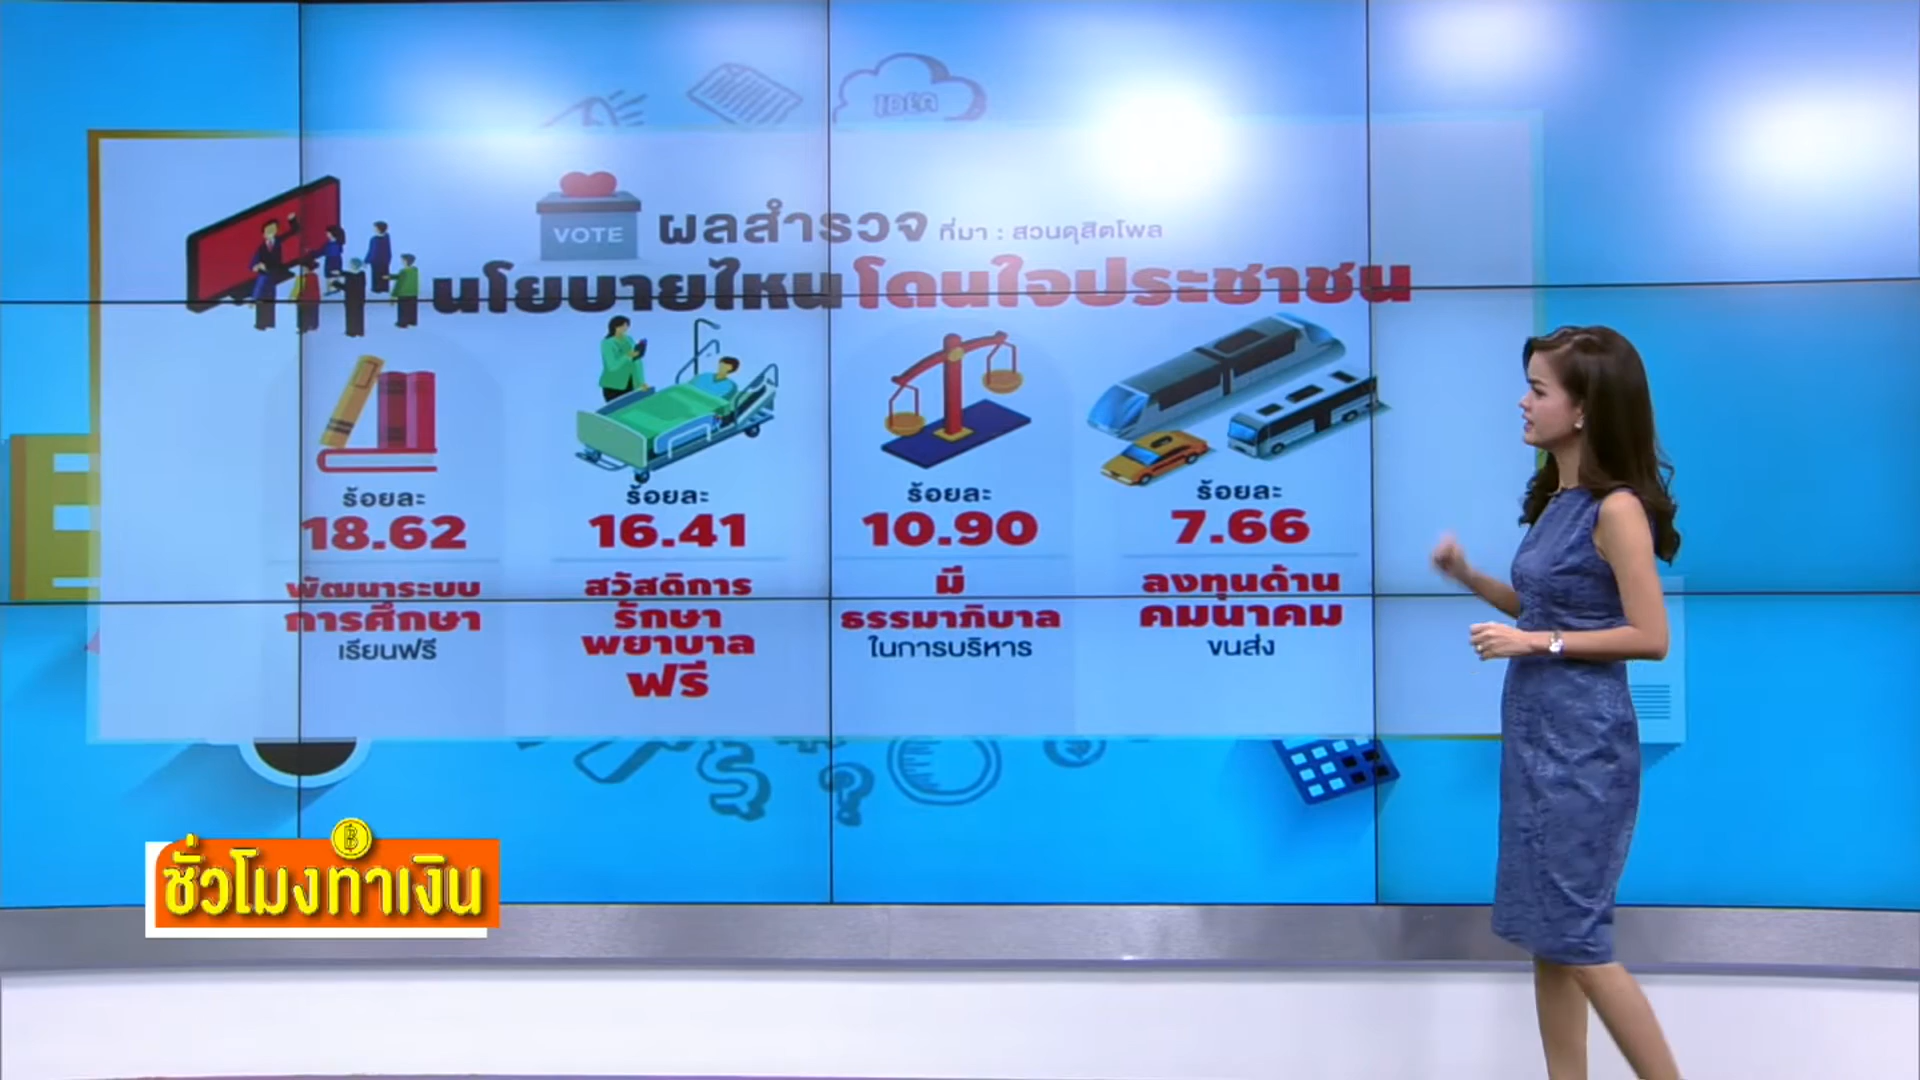 IDEA
VOTE
ผลสำรวจ ที่มา : สวนดุสิตโพล
นโยบายไหนโดนใจประชาชน
ร้อยละ
18.62
พัฒนาระบบ
การศึกษา
เรียนฟรี
ร้อยละ
16.41
สวัสดิการ
รักษา
พยาบาล
ฟรี
ร้อยละ
10.90
มี
ธรรมาภิบาล
ในการบริหาร
ร้อยละ
7.66
ลงทุนด้าน
คมนาคม
ขนส่ง
ชั่วโมงทำเงิน